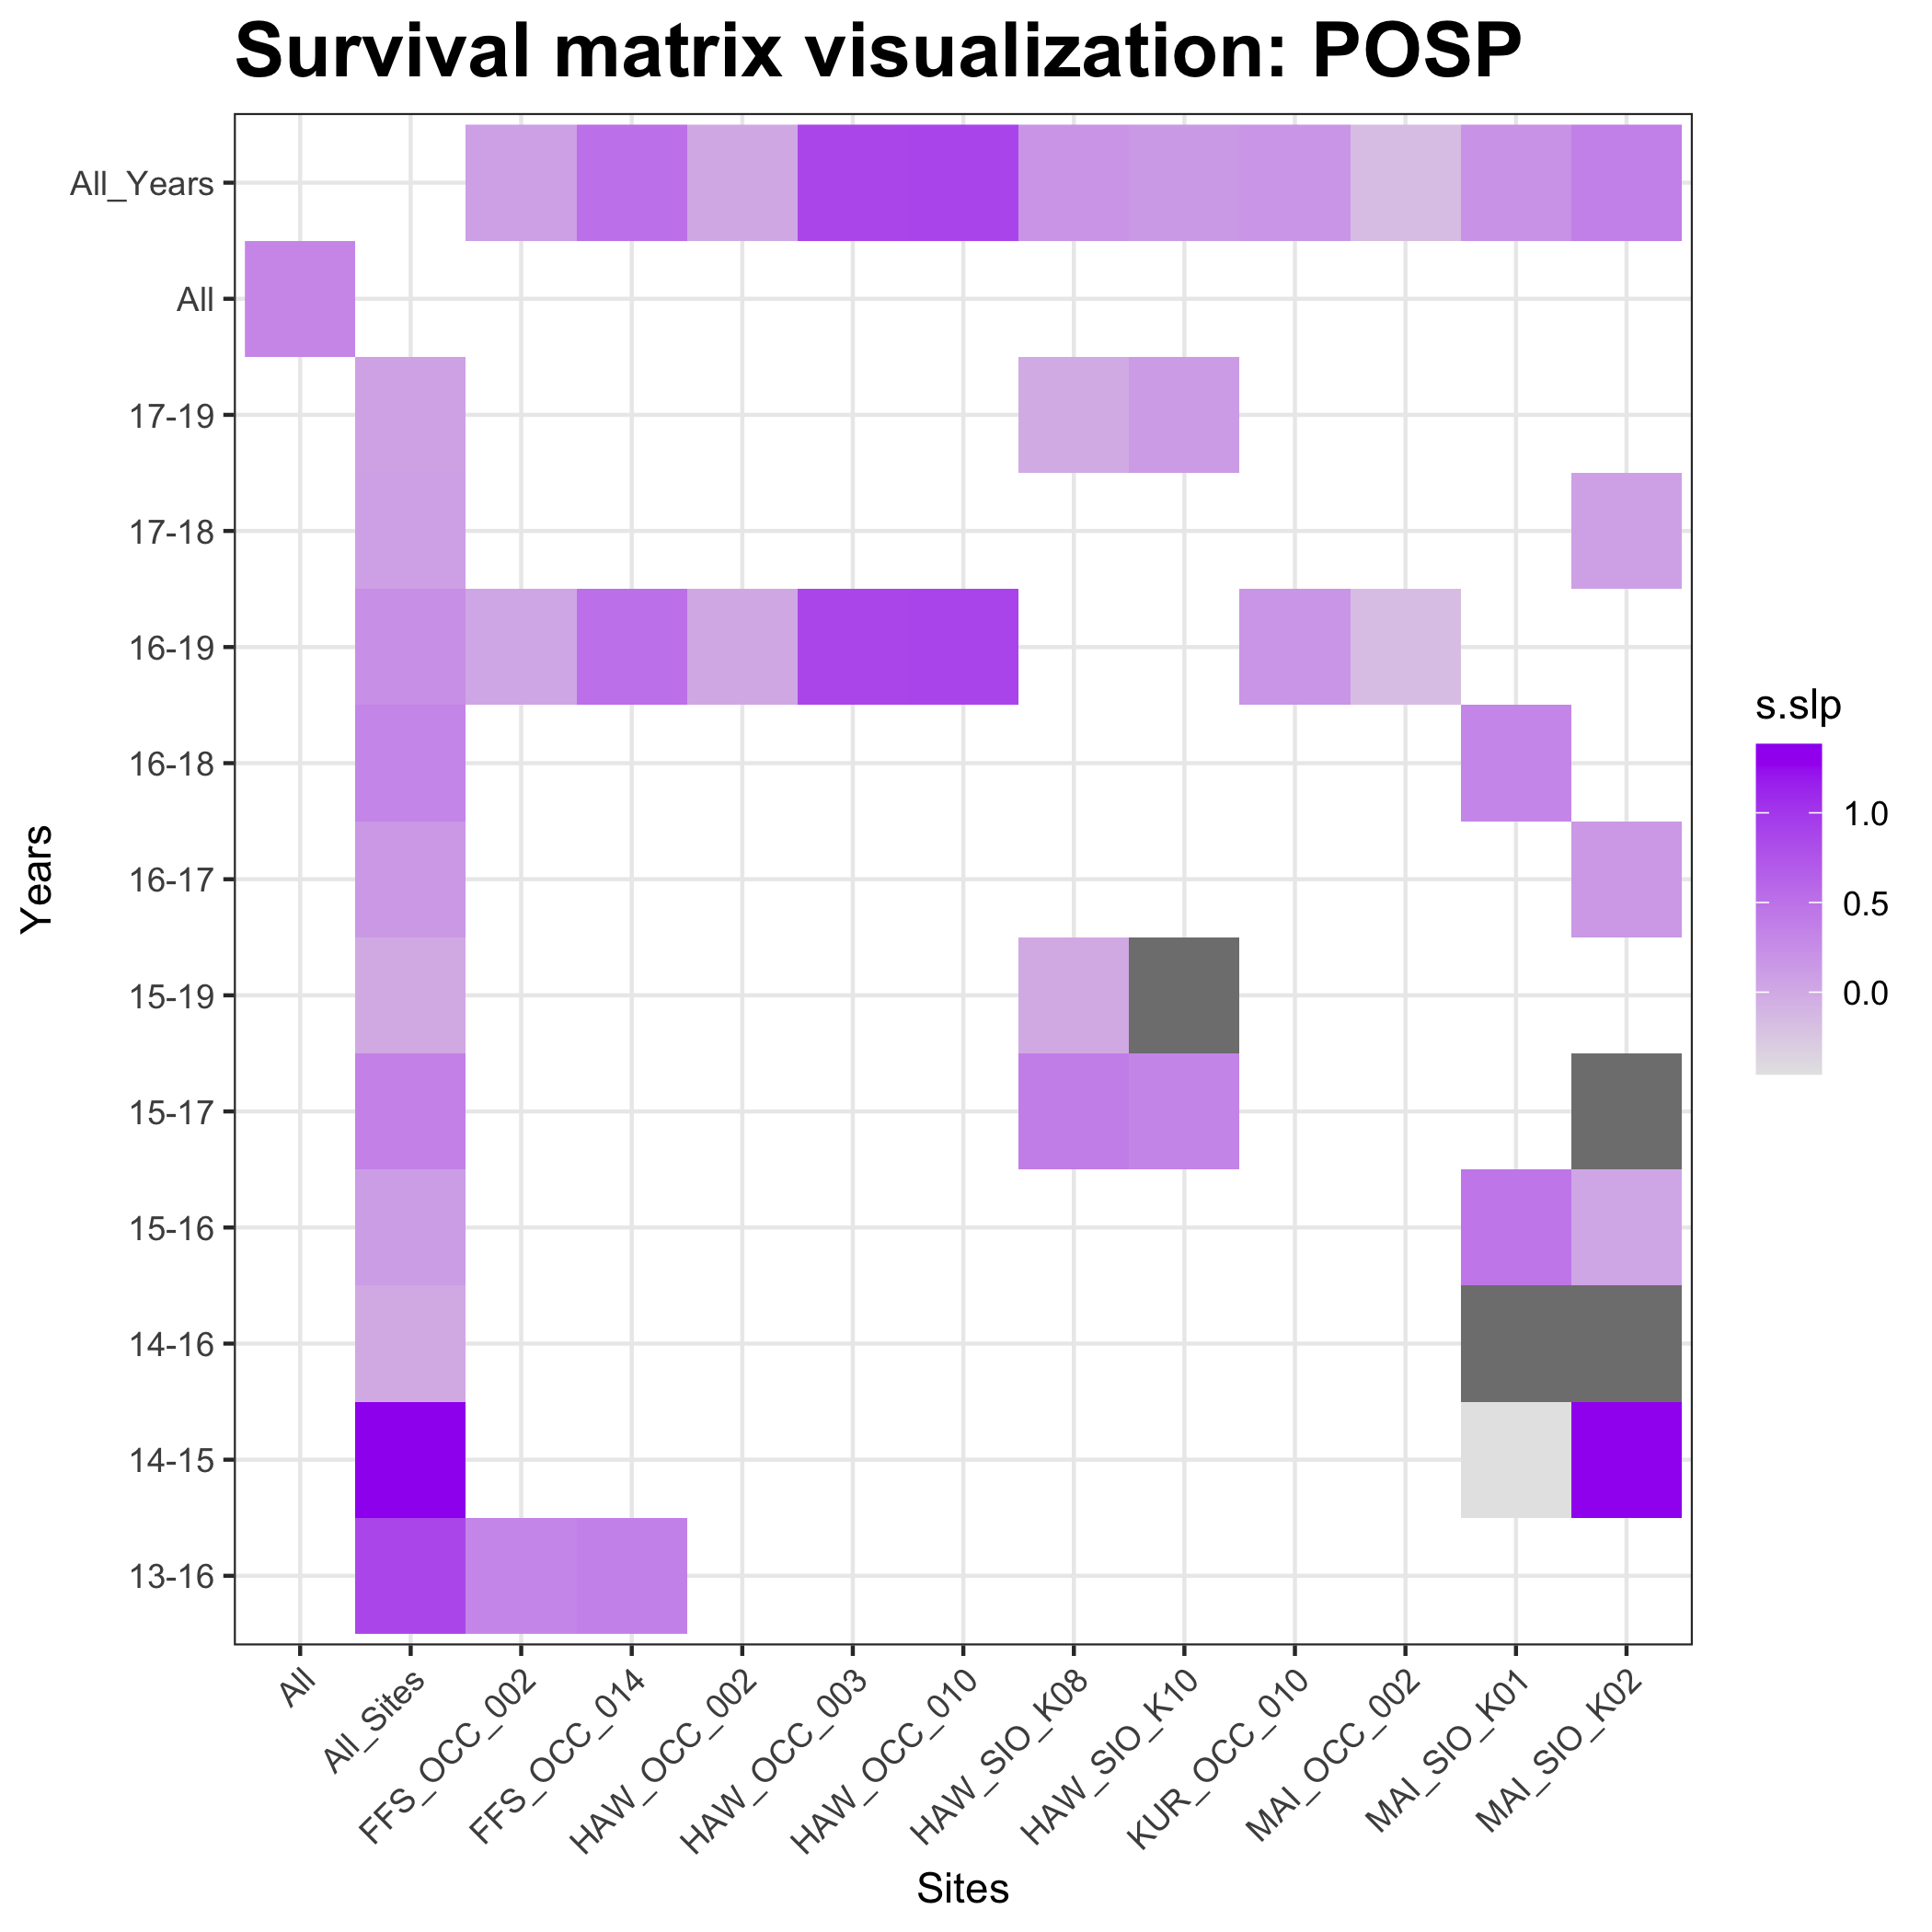 Survival matrix visualization: POSP
All_Years
All
17-19
17-18
16-19
16-18
16-17
15-19
15-17
15-16
14-16
14-15
13-16
Years
s.slp
1.0
0.5
0.0
All
All_Sites
FFS_OCC_002
FFS_OCC_014
HAW_OCC_002
HAW_OCC_003
HAW_OCC_010
HAW_SIO_K08
HAW_SIO_K10
KUR_OCC_010
MAI_OCC_002
MAI_SIO_K01
MAI_SIO_K02
Sites